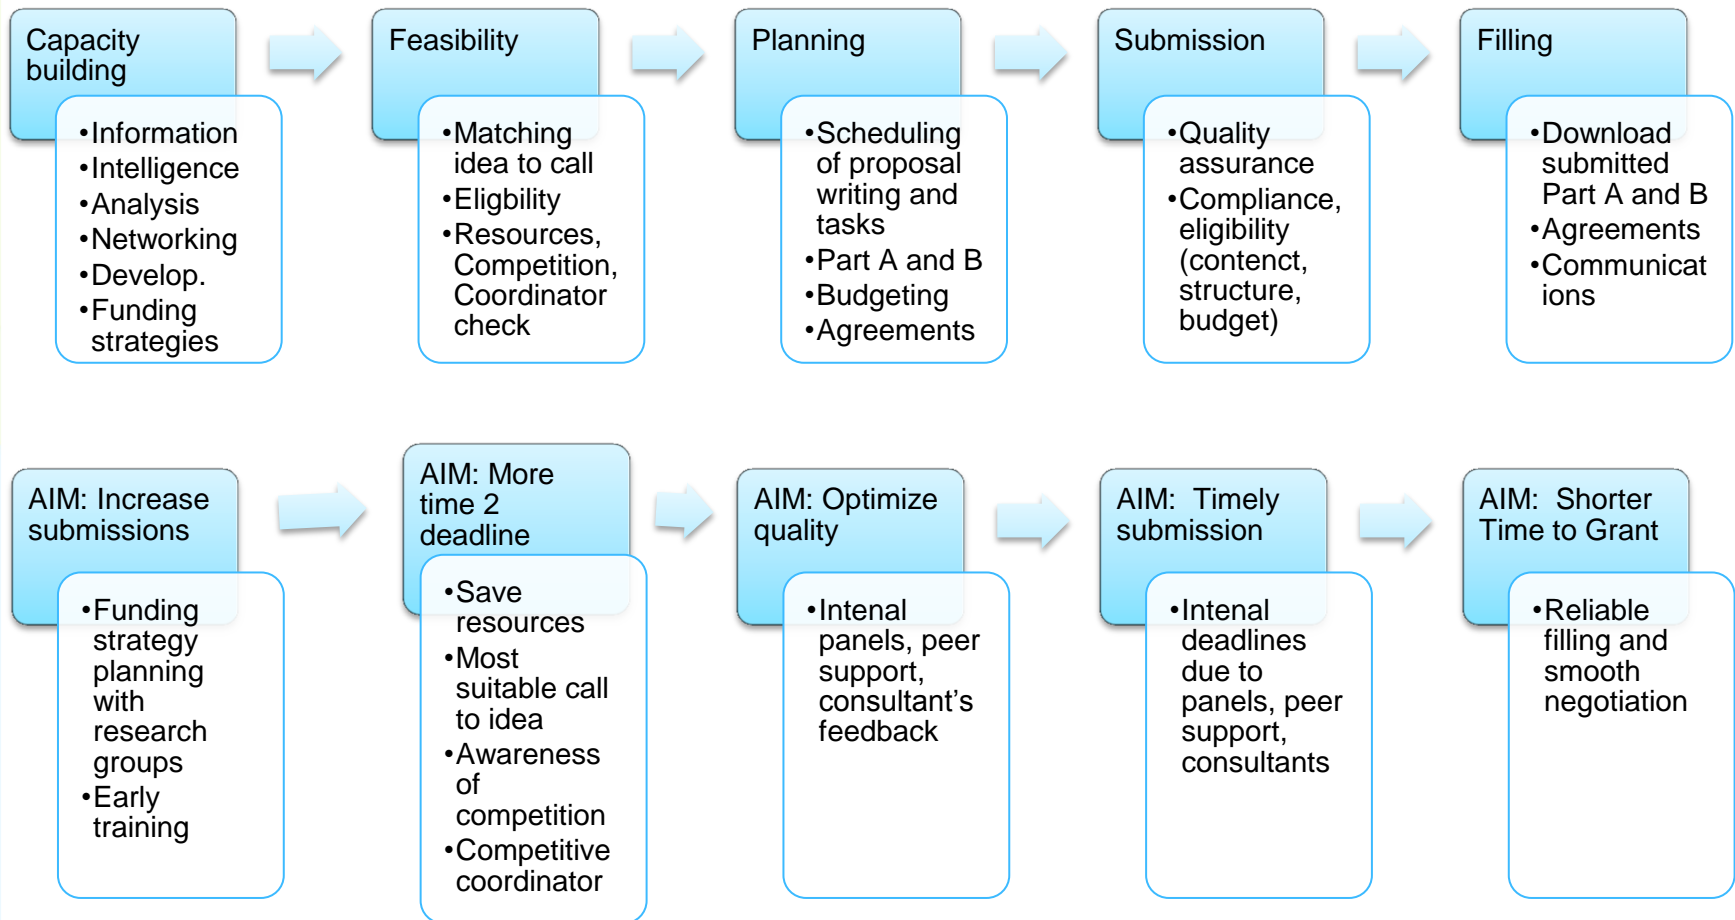 Capacity
building
•Information
•Intelligence
•Analysis
•Networking
•Develop.
•Funding
strategies
Feasibility
•Matching
idea to call
•Eligbility
•Resources,
Competition,
Coordinator
check
Planning
•Scheduling
of proposal
writing and
tasks
•Part A and B
•Budgeting
•Agreements
Submission
•Quality
assurance
•Compliance,
eligibility
(contenct,
structure,
budget)
Filling
•Download
submitted
Part A and B
•Agreements
•Communicat
ions
AIM: Increase
submissions
•Funding
strategy
planning
with
research
groups
•Early
training
AIM: More
time 2
deadline
•Save
resources
•Most
suitable call
to idea
•Awareness
of
competition
•Competitive
coordinator
AIM: Optimize
quality
•Intenal
panels, peer
support,
consultant’s
feedback
AIM: Timely
submission
•Intenal
deadlines
due to
panels, peer
support,
consultants
AIM: Shorter
Time to Grant
•Reliable
filling and
smooth
negotiation